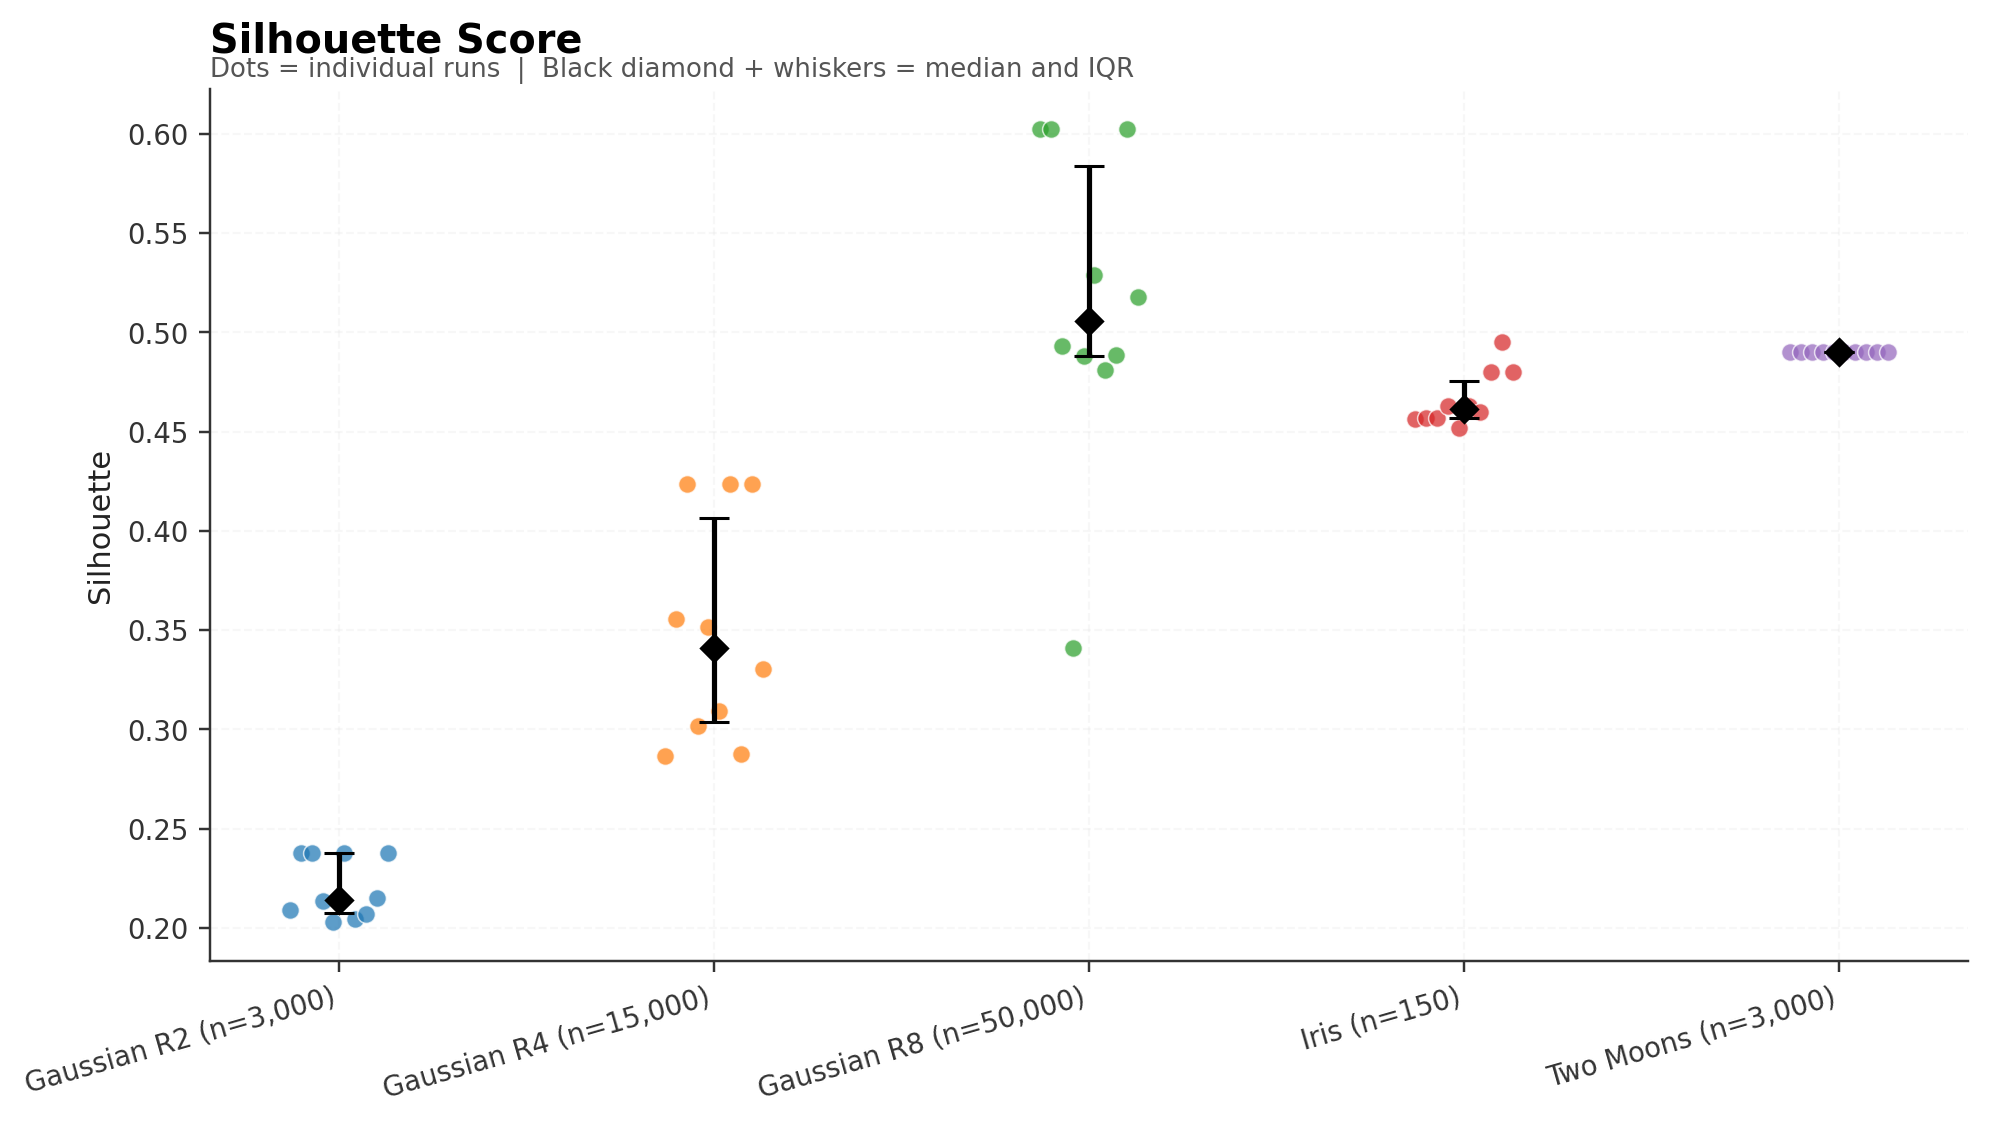 Silhouette Score
Dots = individual runs | Black diamond + whiskers = median and IQR
Silhouette
0.60
0.55
0.50
0.45
0.40
0.35
0.30
0.25
0.20
Gaussian R2 (n=3,000)
Gaussian R4 (n=15,000)
Gaussian R8 (n=50,000)
Iris (n=150)
Two Moons (n=3,000)